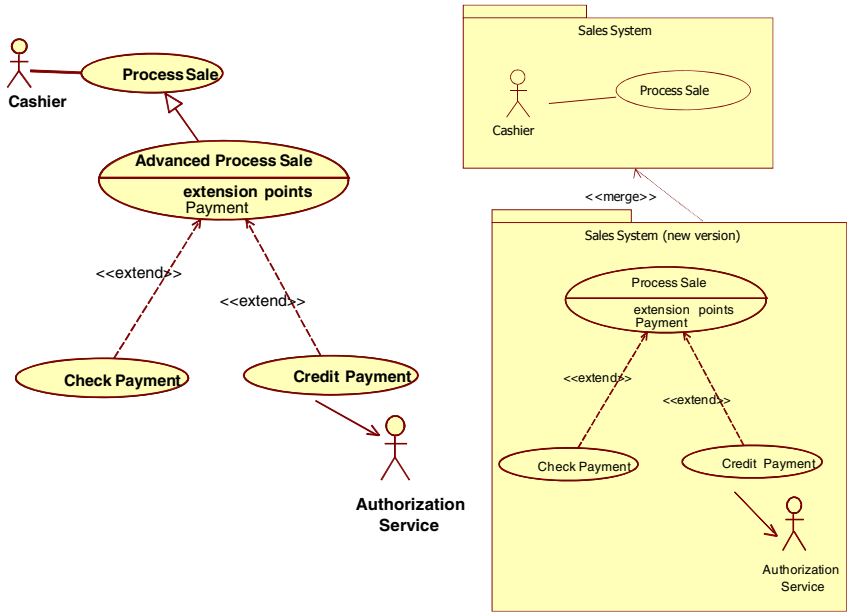 Process Sale
Cashier
Advanced Process Sale
extension points
Payment
<<extend>>
<<extend>>
Check Payment
Credit Payment
Authorization
Service
Sales System
Process Sale
Cashier
<<merge>>
Sales System (new version)
Process Sale
extension points
Payment
<<extend>>
<<extend>>
Check Payment
Credit Payment
Authorization
Service